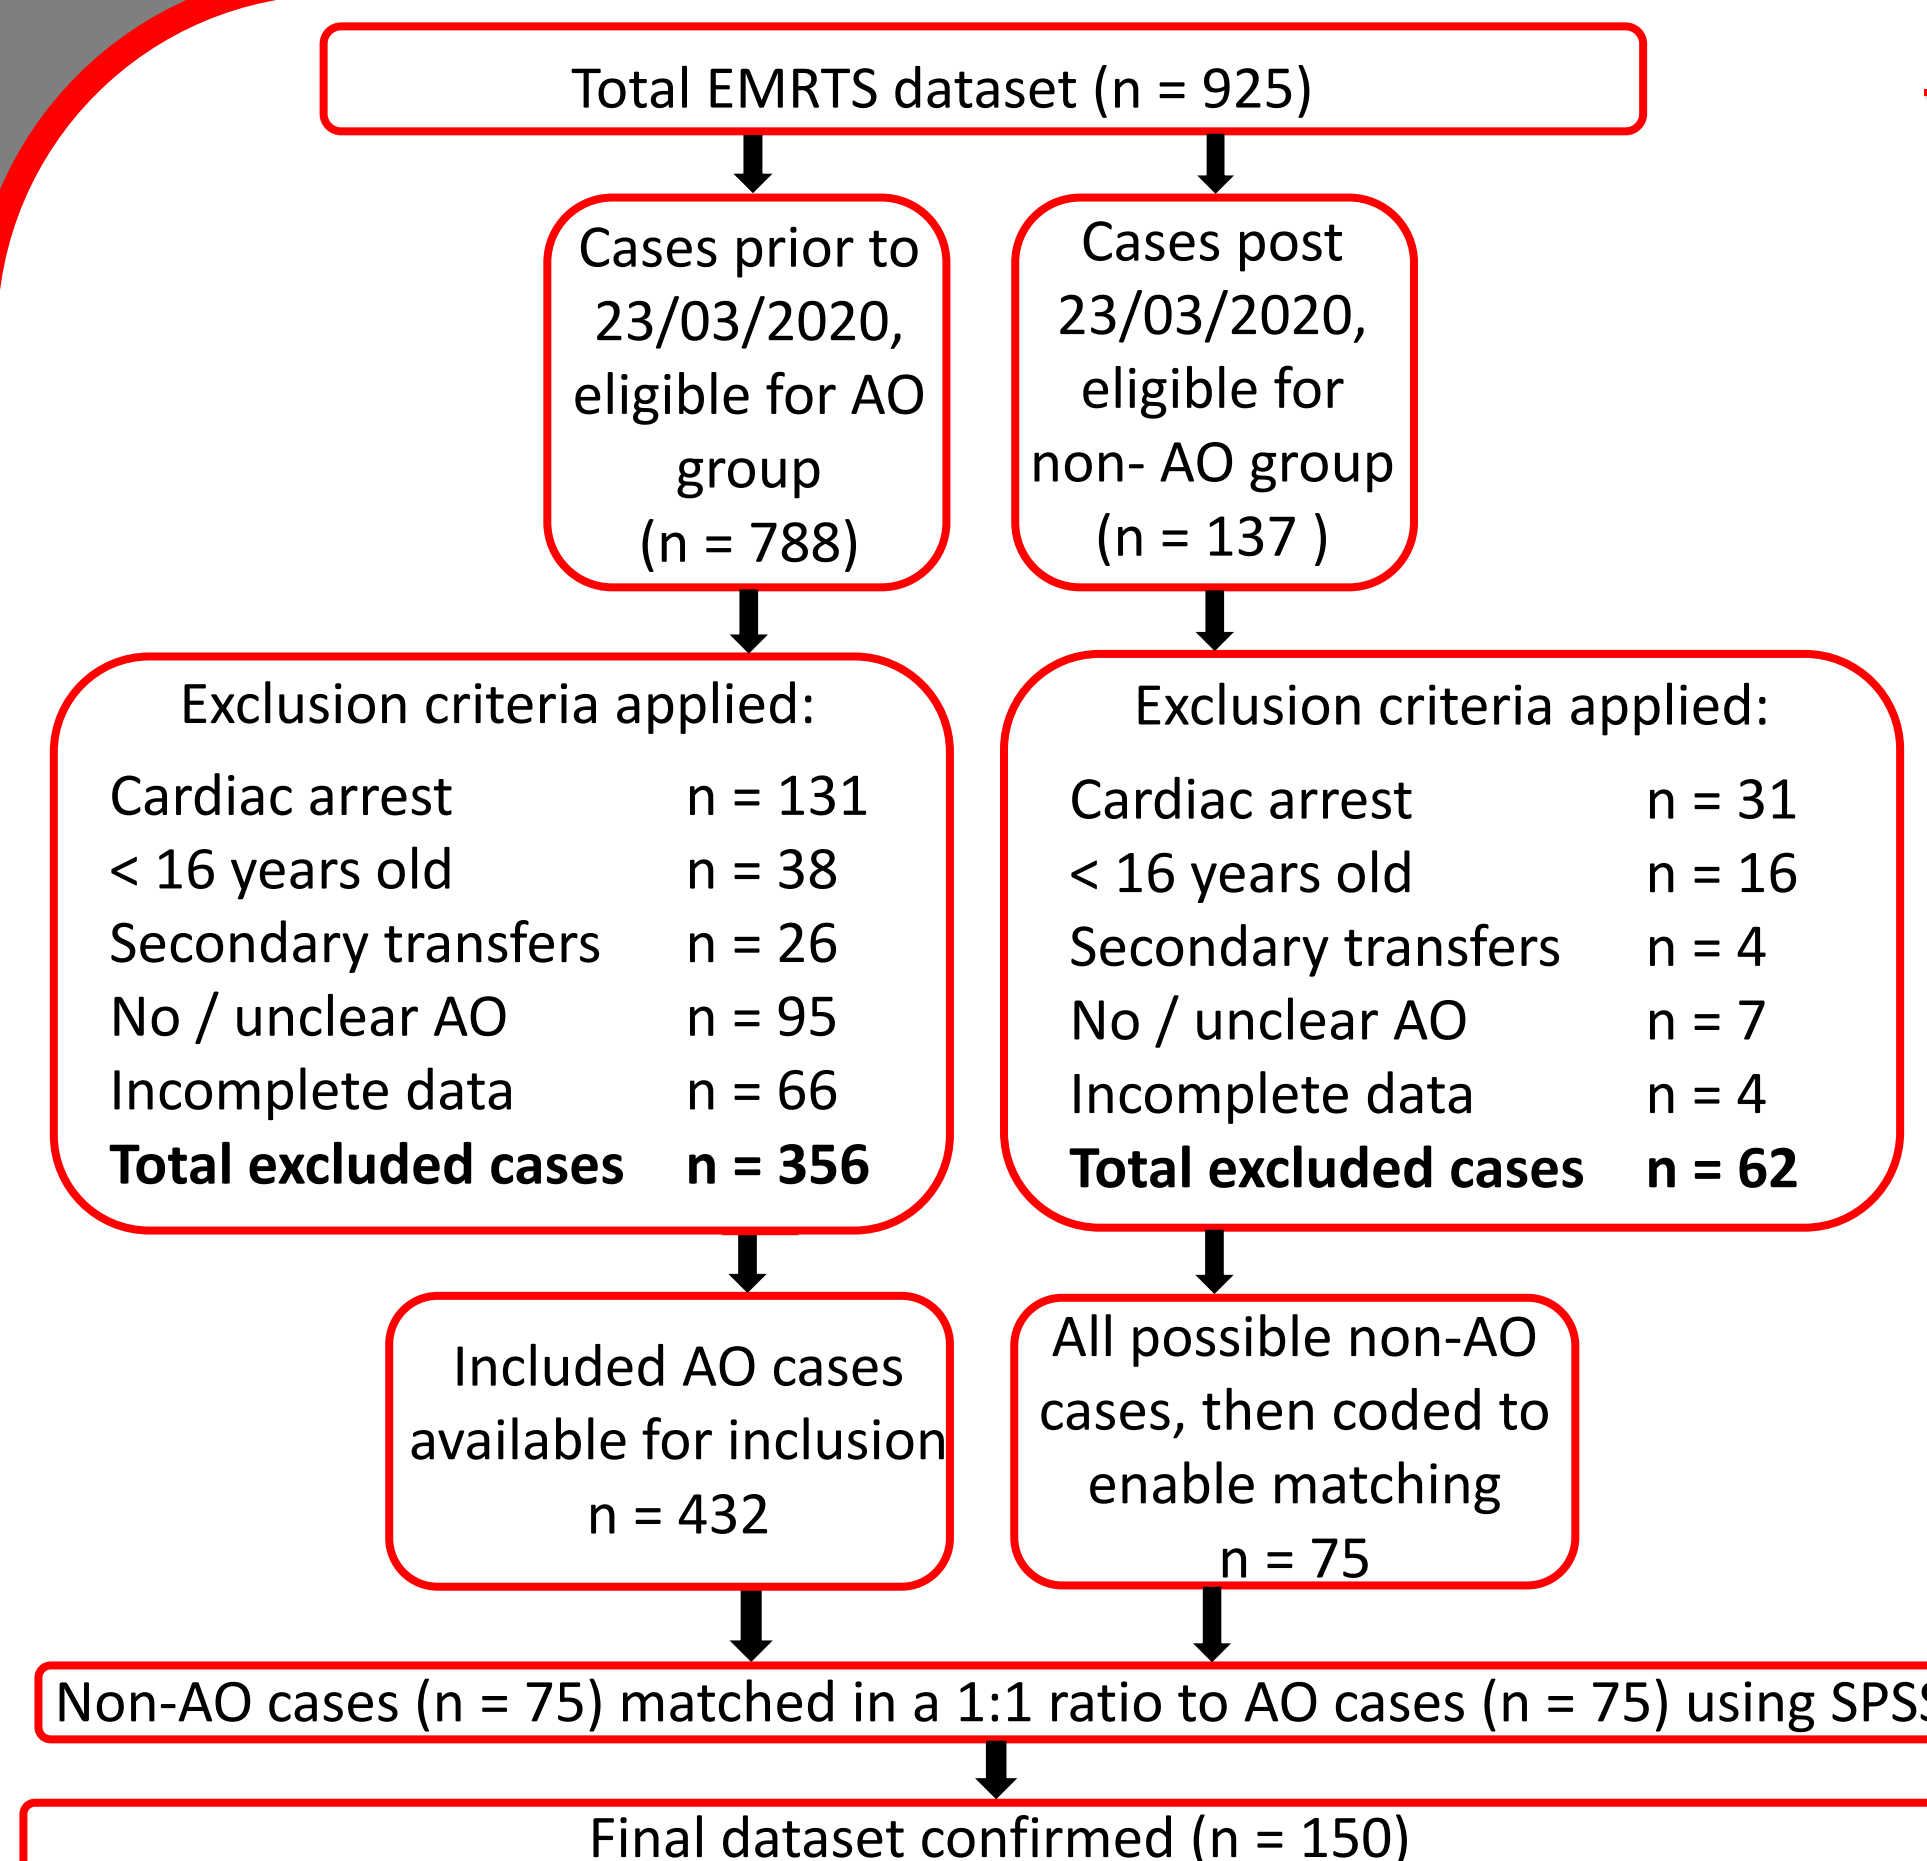 Total EMRTS dataset (n = 925)
Cases prior to
23/03/2020,
eligible for AO
group
(n = 788)
Cases post
23/03/2020,
eligible for
non- AO group
(n = 137 )
Exclusion criteria applied:
Cardiac arrest n = 131
< 16 years old n = 38
Secondary transfers n = 26
No / unclear AO n = 95
Incomplete data n = 66
Total excluded cases n = 356
Exclusion criteria applied:
Cardiac arrest n = 31
< 16 years old n = 16
Secondary transfers n = 4
No / unclear AO n = 7
Incomplete data n = 4
Total excluded cases n = 62
Included AO cases
available for inclusion
n = 432
All possible non-AO
cases, then coded to
enable matching
n = 75
Non-AO cases (n = 75) matched in a 1:1 ratio to AO cases (n = 75) using SPSS
Final dataset confirmed (n = 150)